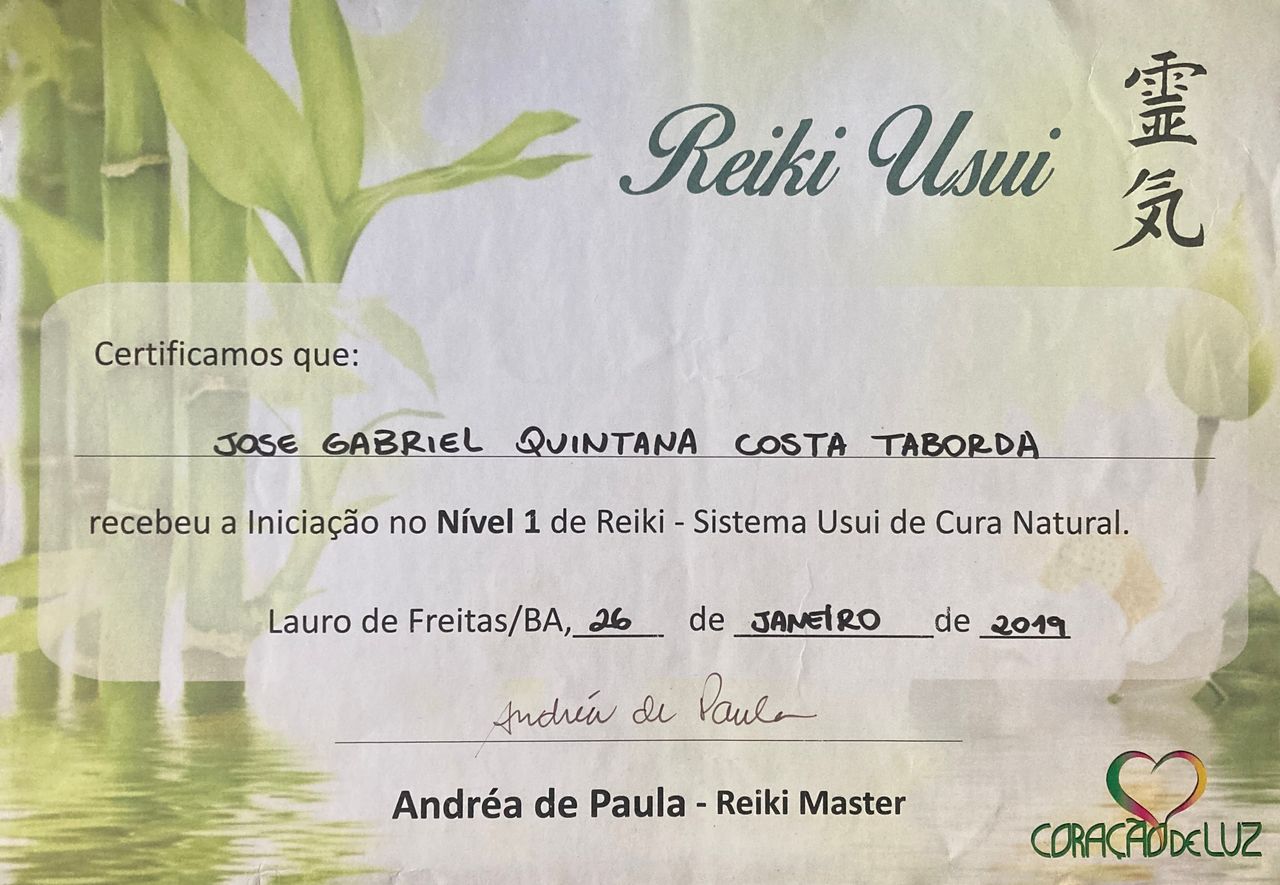 Reiki Usui
靈気
Certificamos que:
JOSE GABRIEL QUINTANA COSTA TABORDA
recebeu a Iniciação no Nível 1 de Reiki - Sistema Usui de Cura Natural.
Lauro de Freitas/BA, 26 de JANEIRO de 2019
Andréa de Paula
Andréa de Paula - Reiki Master
CORAÇÃO DE LUZ